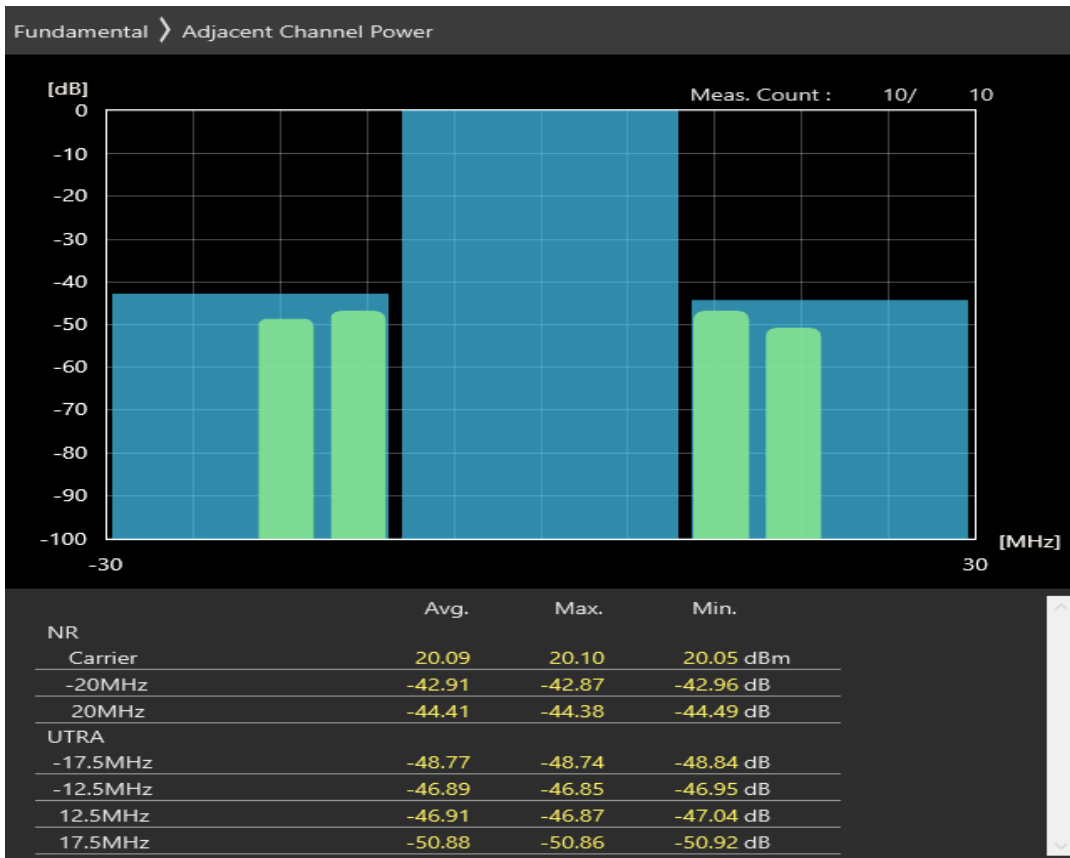 Fundamental 》 Adjacent Channel Power
[dB]
Meas. Count : 10/ 10
0
-10
-20
-30
-40
-50
-60
-70
-80
-90
-100
[MHz]
-30 30
Avg. Max. Min.
NR
Carrier 20.09 20.10 20.05 dBm
-20MHz -42.91 -42.87 -42.96 dB
20MHz -44.41 -44.38 -44.49 dB
UTRA
-17.5MHz -48.77 -48.74 -48.84 dB
-12.5MHz -46.89 -46.85 -46.95 dB
12.5MHz -46.91 -46.87 -47.04 dB
17.5MHz -50.88 -50.86 -50.92 dB